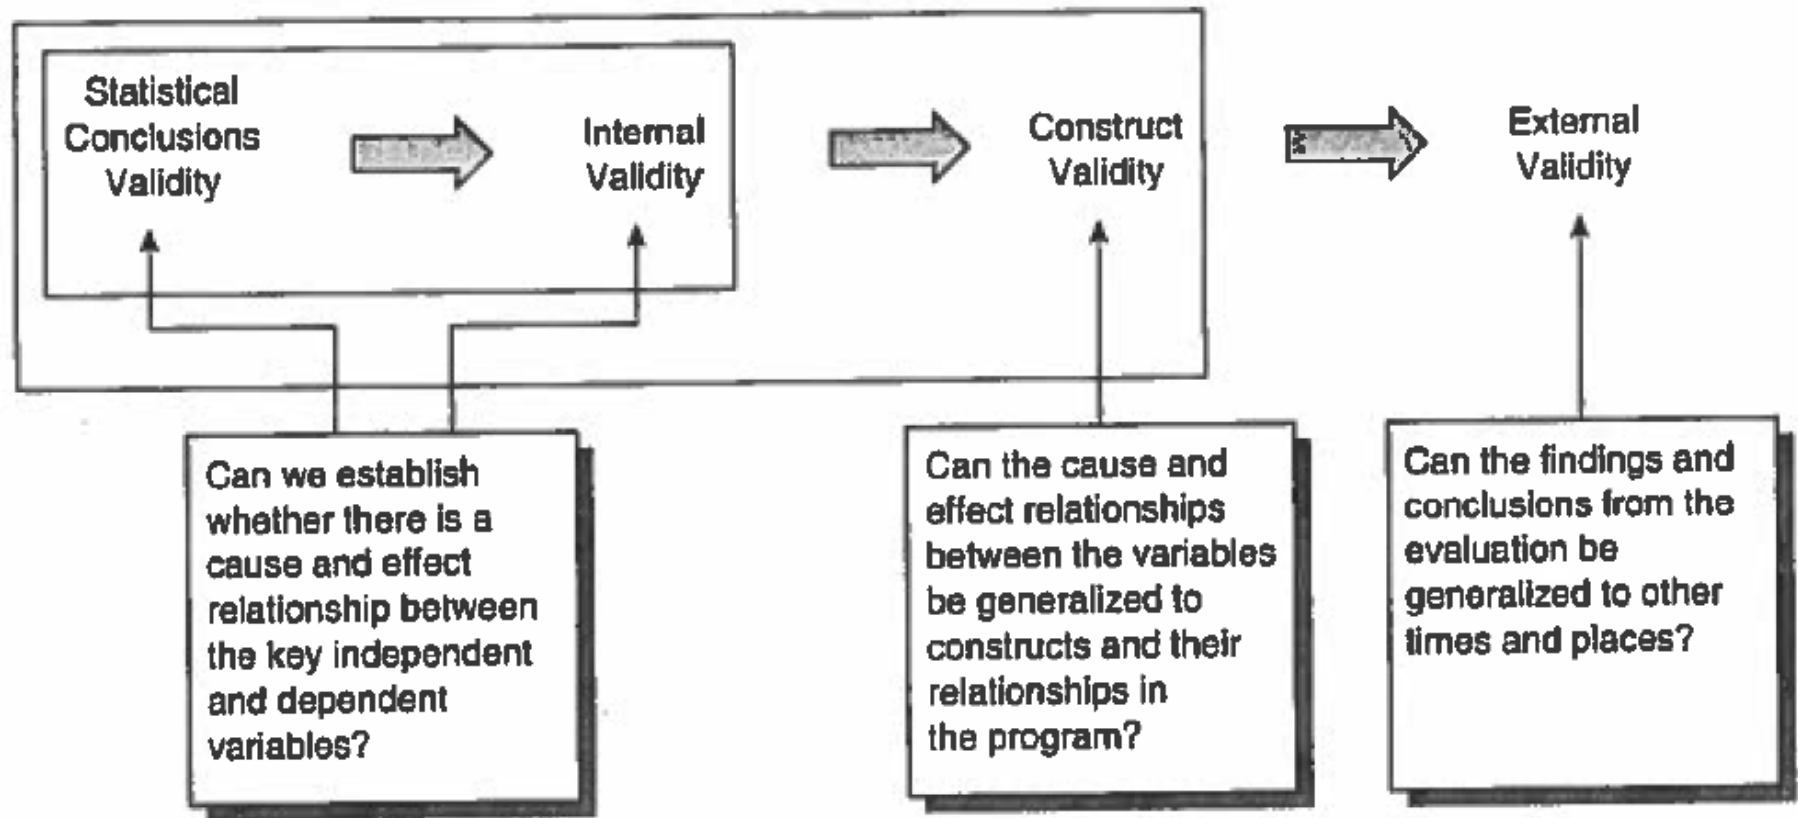 Statistical
Conclusions
Validity
Internal
Validity
Construct
Validity
External
Validity
Can we establish
whether there is a
cause and effect
relationship between
the key independent
and dependent
variables?
Can the cause and
effect relationships
between the variables
be generalized to
constructs and their
relationships in
the program?
Can the findings and
conclusions from the
evaluation be
generalized to other
times and places?